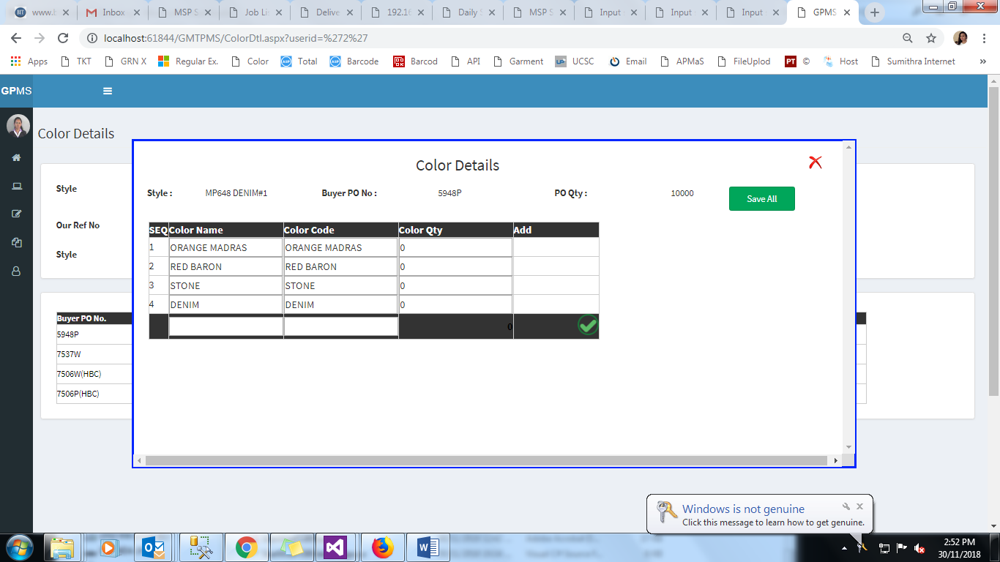 www.b
Inbox
MSP S
Job Li
Delive
192.16
Daily S
MSP S
Input
Input
Input
GPMS
localhost:61844/GMTPMS/ColorDtl.aspx?userid=%272%27
Apps TKT GRN X Regular Ex. Color Total Barcode Barcod API Garment UCSC Email APMaS FileUplod PT © Host Sumithra Internet »
GPMS
Color Details
Style
Our Ref No
Style
Buyer PO No.
5948P
7537W
7506W(HBC)
7506P(HBC)
Color Details
Style : MP648 DENIM#1 Buyer PO No : 5948P PO Qty : 10000 Save All
SEQ Color Name Color Code Color Qty Add
1 ORANGE MADRAS ORANGE MADRAS 0
2 RED BARON RED BARON 0
3 STONE STONE 0
4 DENIM DENIM 0
0
Windows is not genuine
Click this message to learn how to get genuine.
2:52 PM
30/11/2018